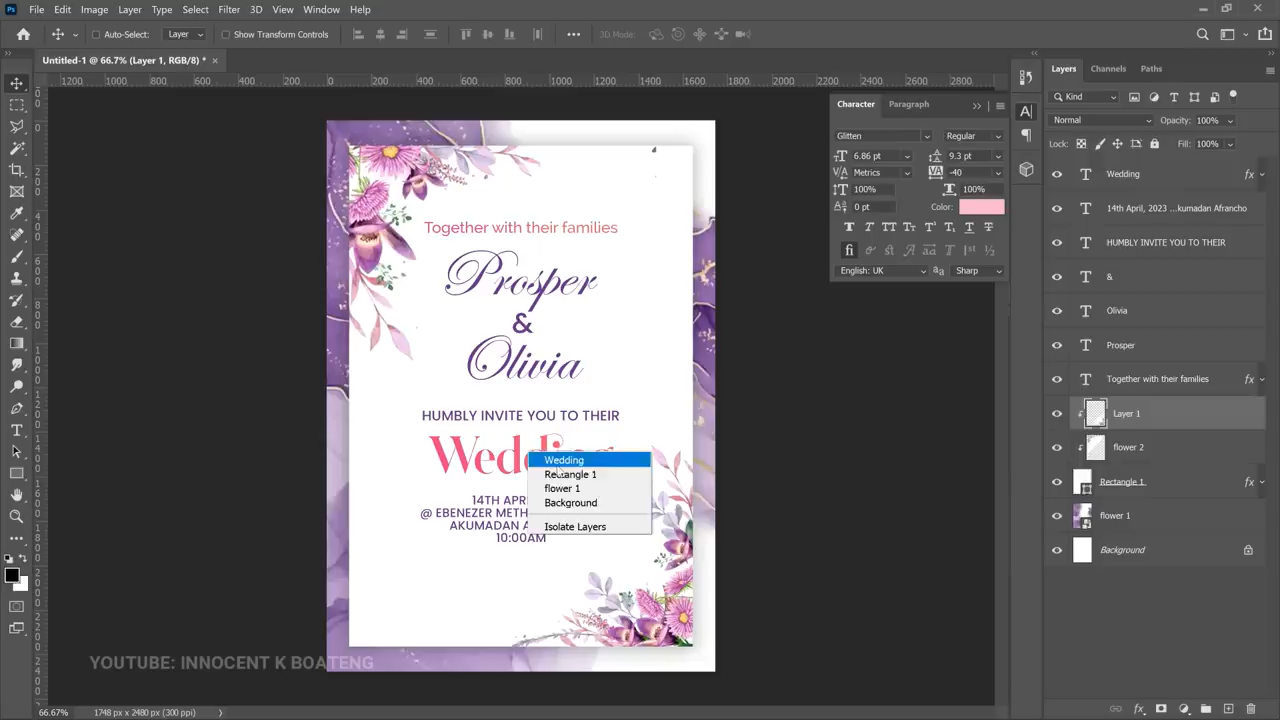 Ps File Edit Image Layer Type Select Filter 3D View Window Help
Auto-Select: Layer Show Transform Controls 3D Mode:
Untitled-1 @ 66.7% (Layer 1, RGB/8) * ×
1200 1000 800 600 400 200 0 200 400 600 800 1000 1200 1400 1600 1800 2000 2200 2400 2600 2800
Together with their families
Prosper
&
Olivia
HUMBLY INVITE YOU TO THEIR
Wedding
14TH APRI
@ EBENEZER METH
AKUMADAN A
10:00AM
Wedding
Rectangle 1
flower 1
Background
Isolate Layers
YOUTUBE: INNOCENT K BOATENG
66.67% 1748 px x 2480 px (300 ppi)
Character Paragraph
Glitten Regular
6.86 pt 9.3 pt
Metrics -40
100% 100%
0 pt Color:
English: UK Sharp
Layers Channels Paths
Kind
Normal Opacity: 100%
Lock: Fill: 100%
Wedding fx
14th April, 2023 ...kumadan Afrancho
HUMBLY INVITE YOU TO THEIR
&
Olivia
Prosper
Together with their families fx
Layer 1
flower 2
Rectangle 1 fx
flower 1
Background